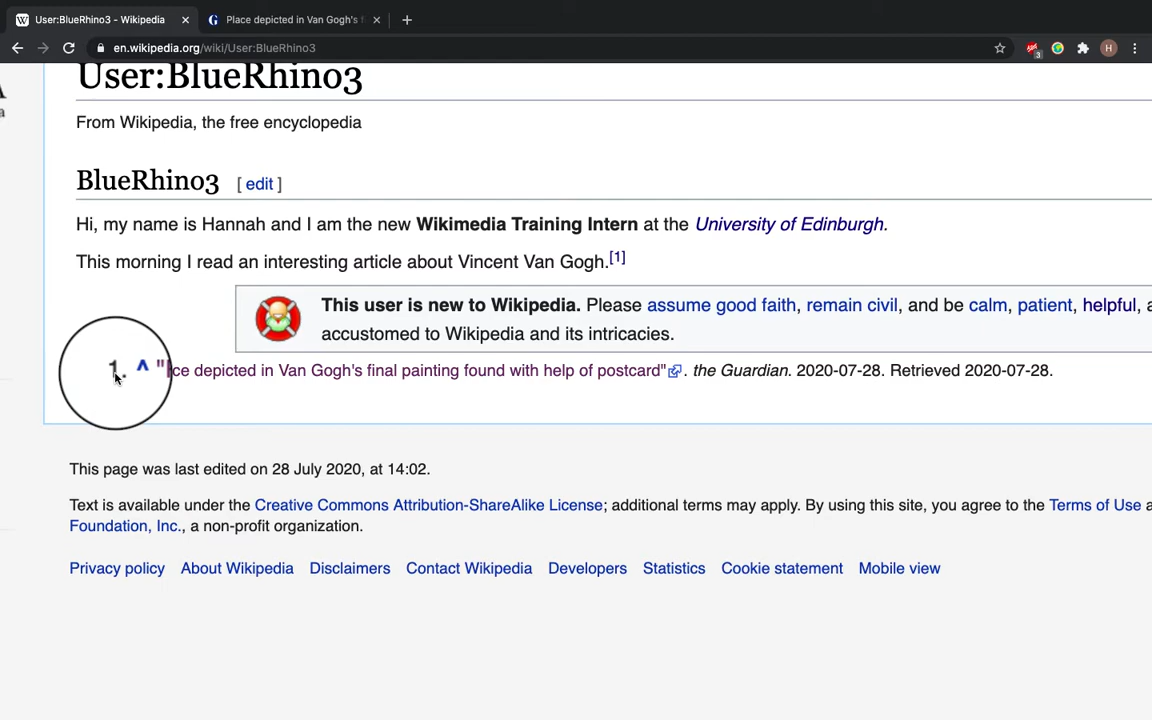 User:BlueRhino3 - Wikipedia
Place depicted in Van Gogh's f
en.wikipedia.org/wiki/User:BlueRhino3
3
H
A
a
User:BlueRhino3
From Wikipedia, the free encyclopedia
BlueRhino3 [ edit ]
Hi, my name is Hannah and I am the new Wikimedia Training Intern at the University of Edinburgh.
This morning I read an interesting article about Vincent Van Gogh.[1]
This user is new to Wikipedia. Please assume good faith, remain civil, and be calm, patient, helpful, a
accustomed to Wikipedia and its intricacies.
1. ^ "Place depicted in Van Gogh's final painting found with help of postcard". the Guardian. 2020-07-28. Retrieved 2020-07-28.
This page was last edited on 28 July 2020, at 14:02.
Text is available under the Creative Commons Attribution-ShareAlike License; additional terms may apply. By using this site, you agree to the Terms of Use a
Foundation, Inc., a non-profit organization.
Privacy policy About Wikipedia Disclaimers Contact Wikipedia Developers Statistics Cookie statement Mobile view